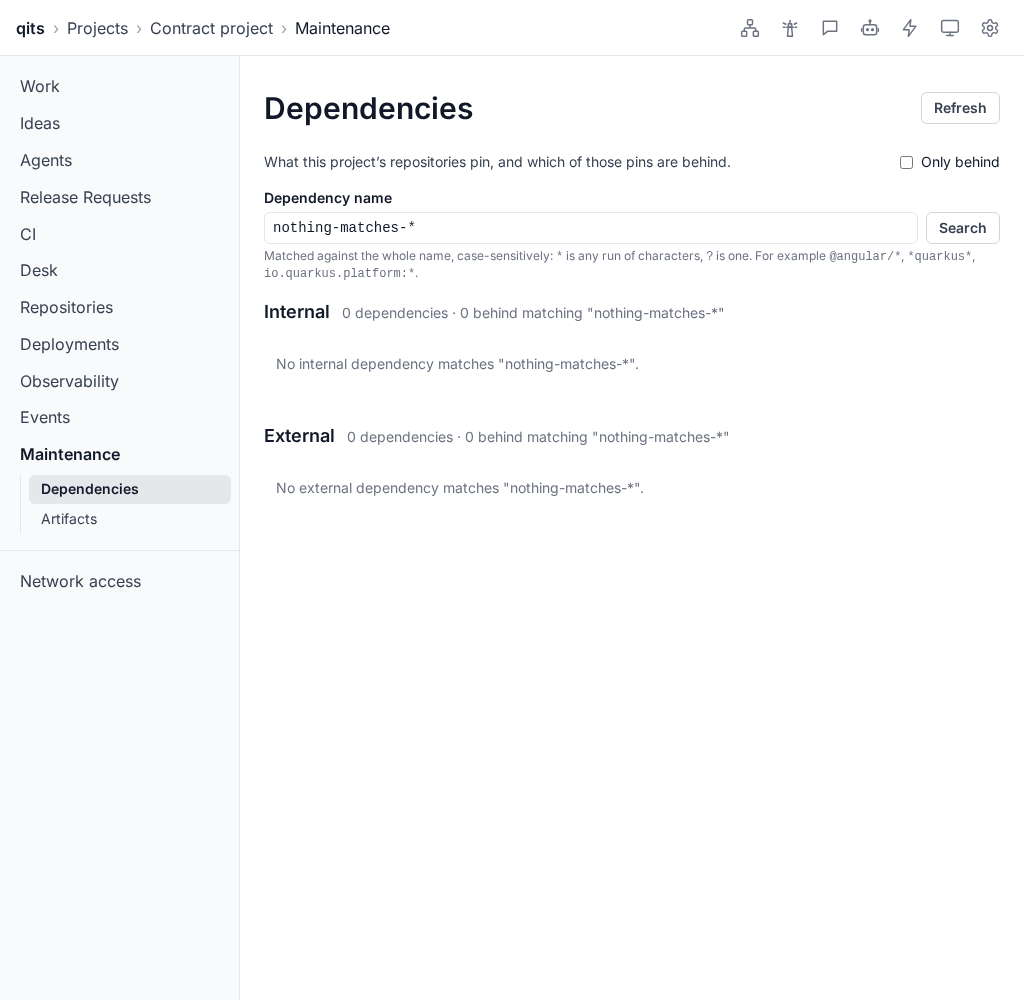 qits › Projects › Contract project › Maintenance
Work
Ideas
Agents
Release Requests
CI
Desk
Repositories
Deployments
Observability
Events
Maintenance
Dependencies
Artifacts
Network access
Dependencies
Refresh
What this project’s repositories pin, and which of those pins are behind.
Only behind
Dependency name
nothing-matches-*
Search
Matched against the whole name, case-sensitively: * is any run of characters, ? is one. For example @angular/*, *quarkus*,
io.quarkus.platform:*.
Internal 0 dependencies · 0 behind matching "nothing-matches-*"
No internal dependency matches "nothing-matches-*".
External 0 dependencies · 0 behind matching "nothing-matches-*"
No external dependency matches "nothing-matches-*".